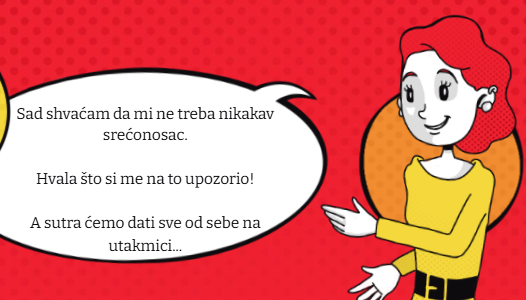 Sad shvaćam da mi ne treba nikakav
srećonosac.
Hvala što si me na to upozorio!
A sutra ćemo dati sve od sebe na
utakmici...